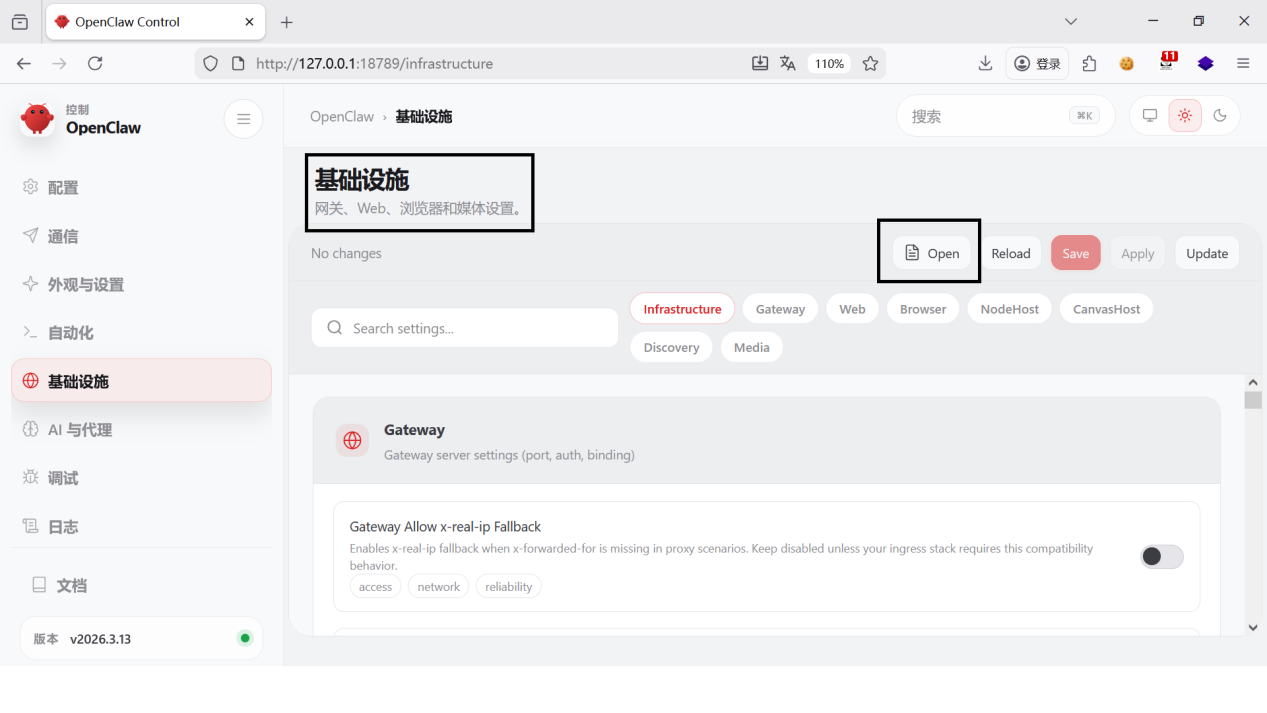 OpenClaw Control
http://127.0.0.1:18789/infrastructure
110%
登录
11
控制
OpenClaw
OpenClaw › 基础设施
搜索
⌘K
配置
通信
外观与设置
自动化
基础设施
AI 与代理
调试
日志
文档
版本 v2026.3.13
基础设施
网关、Web、浏览器和媒体设置。
No changes
Open
Reload
Save
Apply
Update
Search settings...
Infrastructure
Gateway
Web
Browser
NodeHost
CanvasHost
Discovery
Media
Gateway
Gateway server settings (port, auth, binding)
Gateway Allow x-real-ip Fallback
Enables x-real-ip fallback when x-forwarded-for is missing in proxy scenarios. Keep disabled unless your ingress stack requires this compatibility
behavior.
access
network
reliability